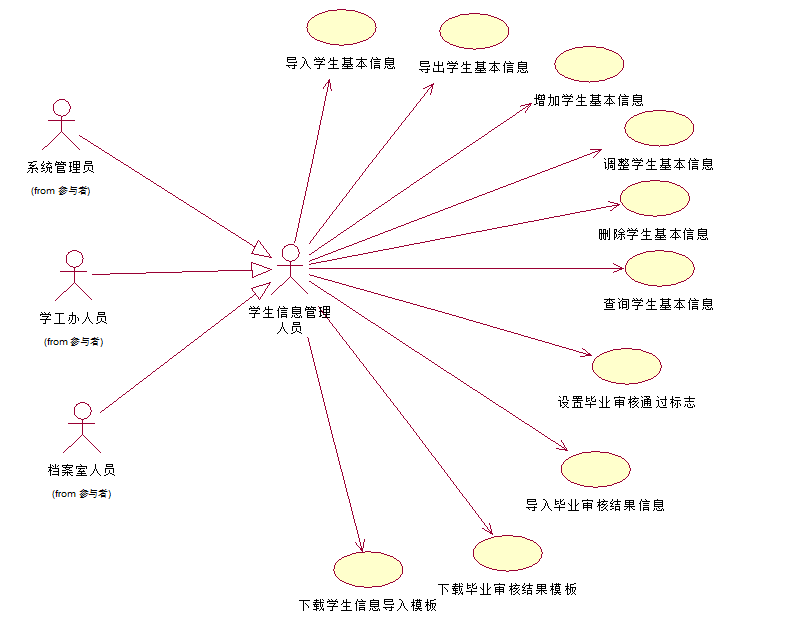 导入学生基本信息
导出学生基本信息
增加学生基本信息
调整学生基本信息
系统管理员
(from 参与者)
删除学生基本信息
查询学生基本信息
学生信息管理
人员
学工办人员
(from 参与者)
设置毕业审核通过标志
档案室人员
(from 参与者)
导入毕业审核结果信息
下载毕业审核结果模板
下载学生信息导入模板